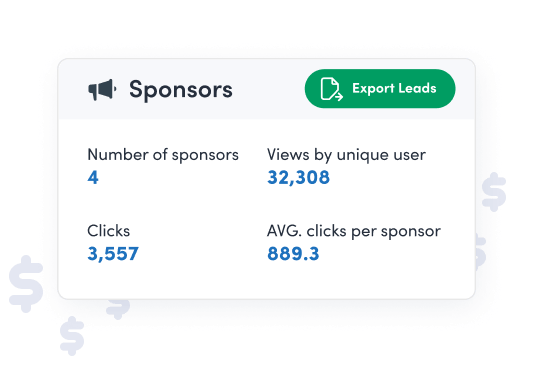 Sponsors
Export Leads
Number of sponsors
4
Views by unique user
32,308
Clicks
3,557
AVG. clicks per sponsor
889.3